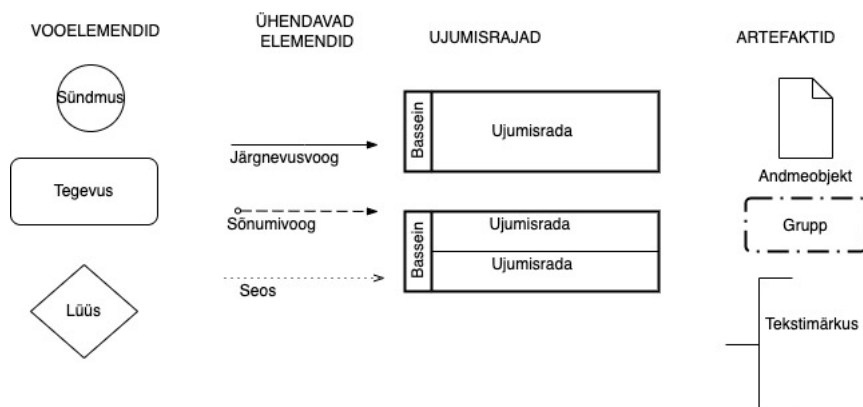 VOOELEMENDID
Sündmus
Tegevus
Lüüs
ÜHENDAVAD
ELEMENDID
Järgnevusvoog
Sõnumivoog
Seos
UJUMISRAJAD
Bassein
Ujumisrada
Bassein
Ujumisrada
Ujumisrada
ARTEFAKTID
Andmeobjekt
Grupp
Tekstimärkus